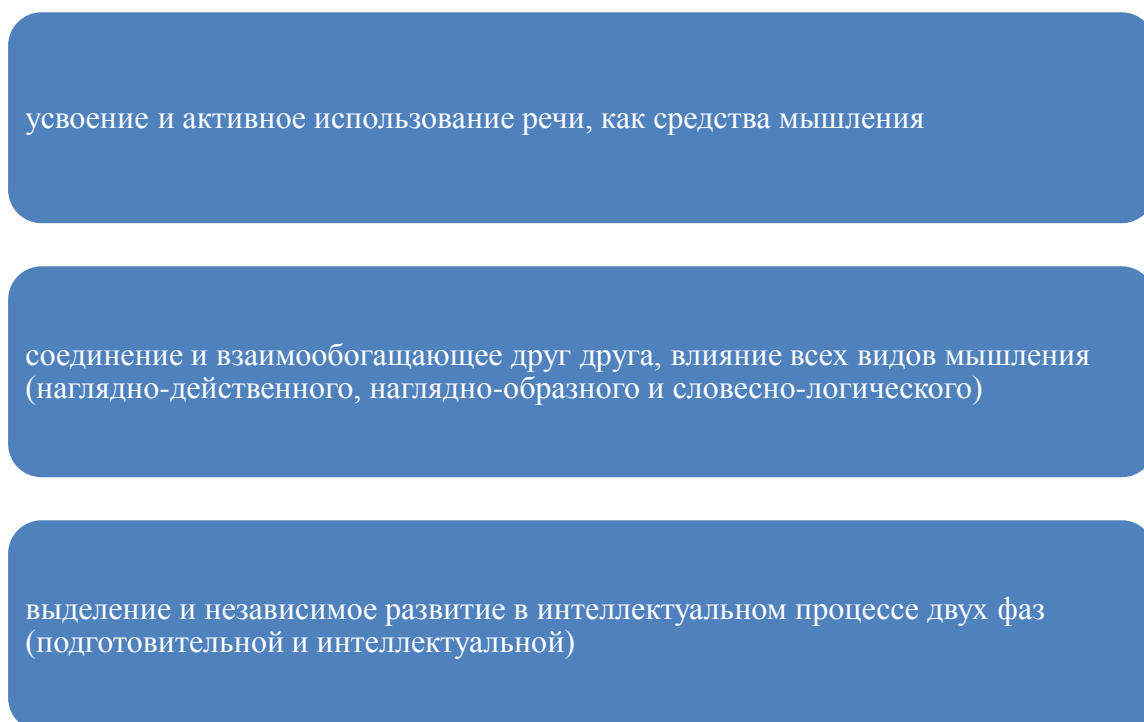 усвоение и активное использование речи, как средства мышления
соединение и взаимообогащающее друг друга, влияние всех видов мышления
(наглядно-действенного, наглядно-образного и словесно-логического)
выделение и независимое развитие в интеллектуальном процессе двух фаз
(подготовительной и интеллектуальной)